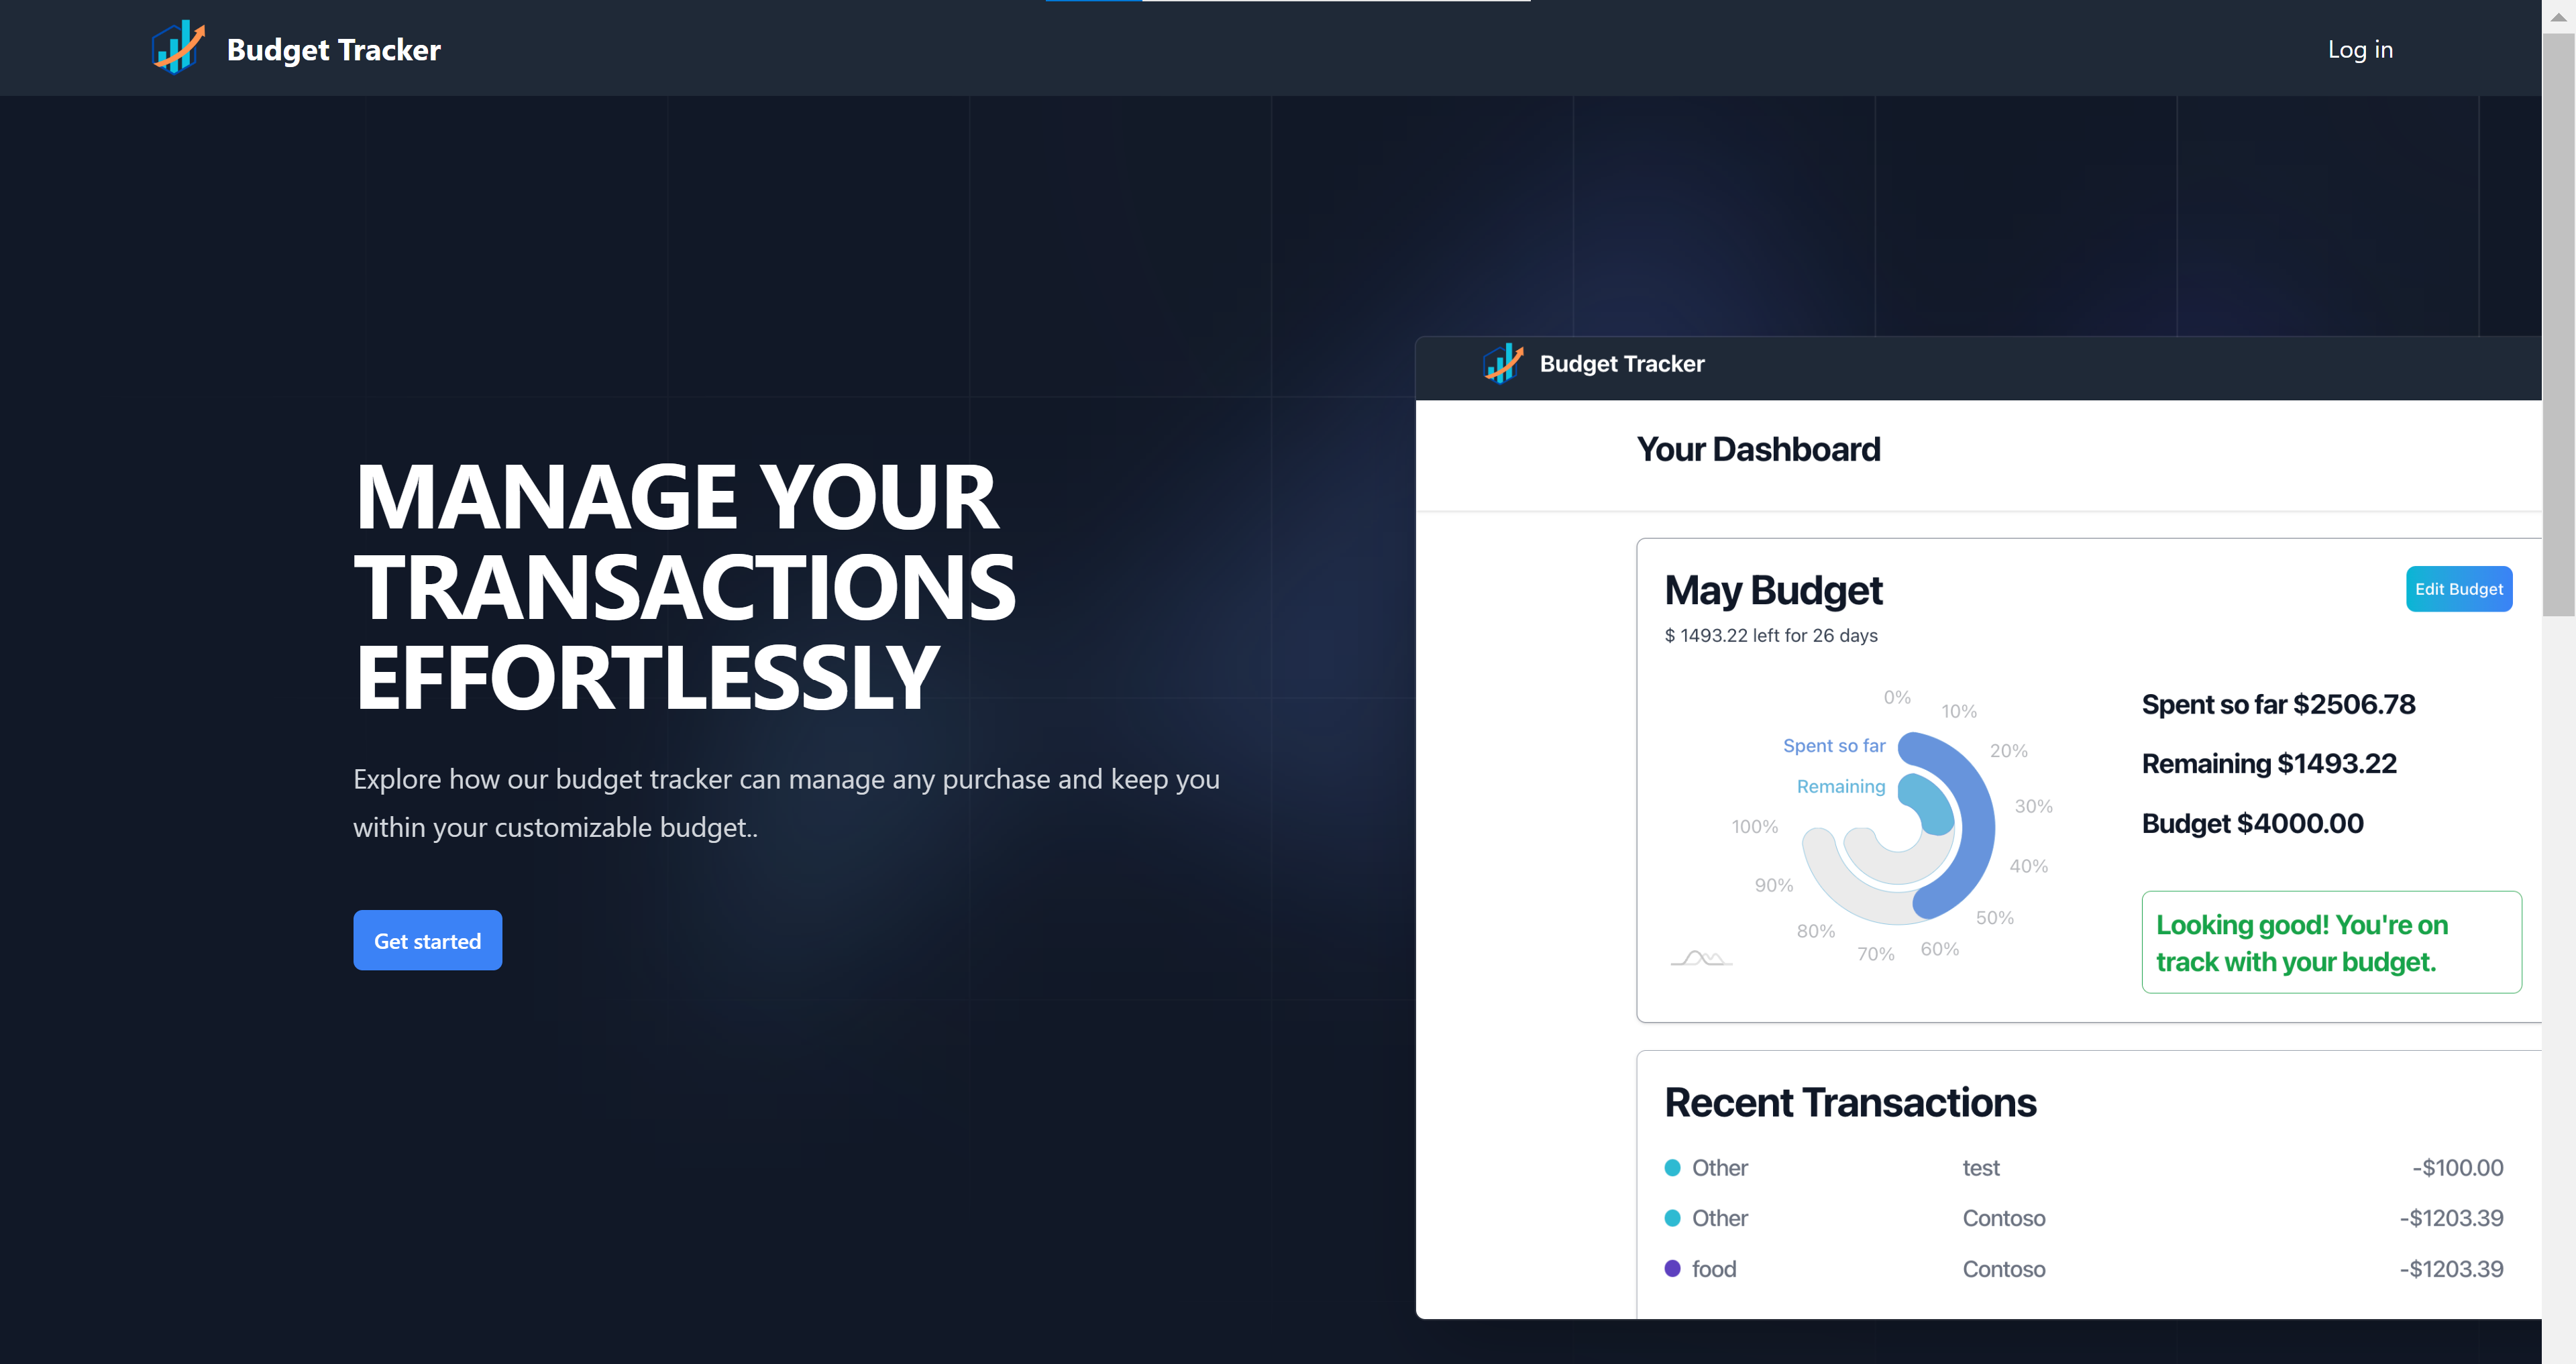 Budget Tracker
Log in
MANAGE YOUR
TRANSACTIONS
EFFORTLESSLY
Explore how our budget tracker can manage any purchase and keep you
within your customizable budget..
Get started
Budget Tracker
Your Dashboard
May Budget
Edit Budget
$ 1493.22 left for 26 days
0%
10%
20%
30%
40%
50%
60%
70%
80%
90%
100%
Spent so far
Remaining
Spent so far $2506.78
Remaining $1493.22
Budget $4000.00
Looking good! You're on
track with your budget.
Recent Transactions
Other test -$100.00
Other Contoso -$1203.39
food Contoso -$1203.39